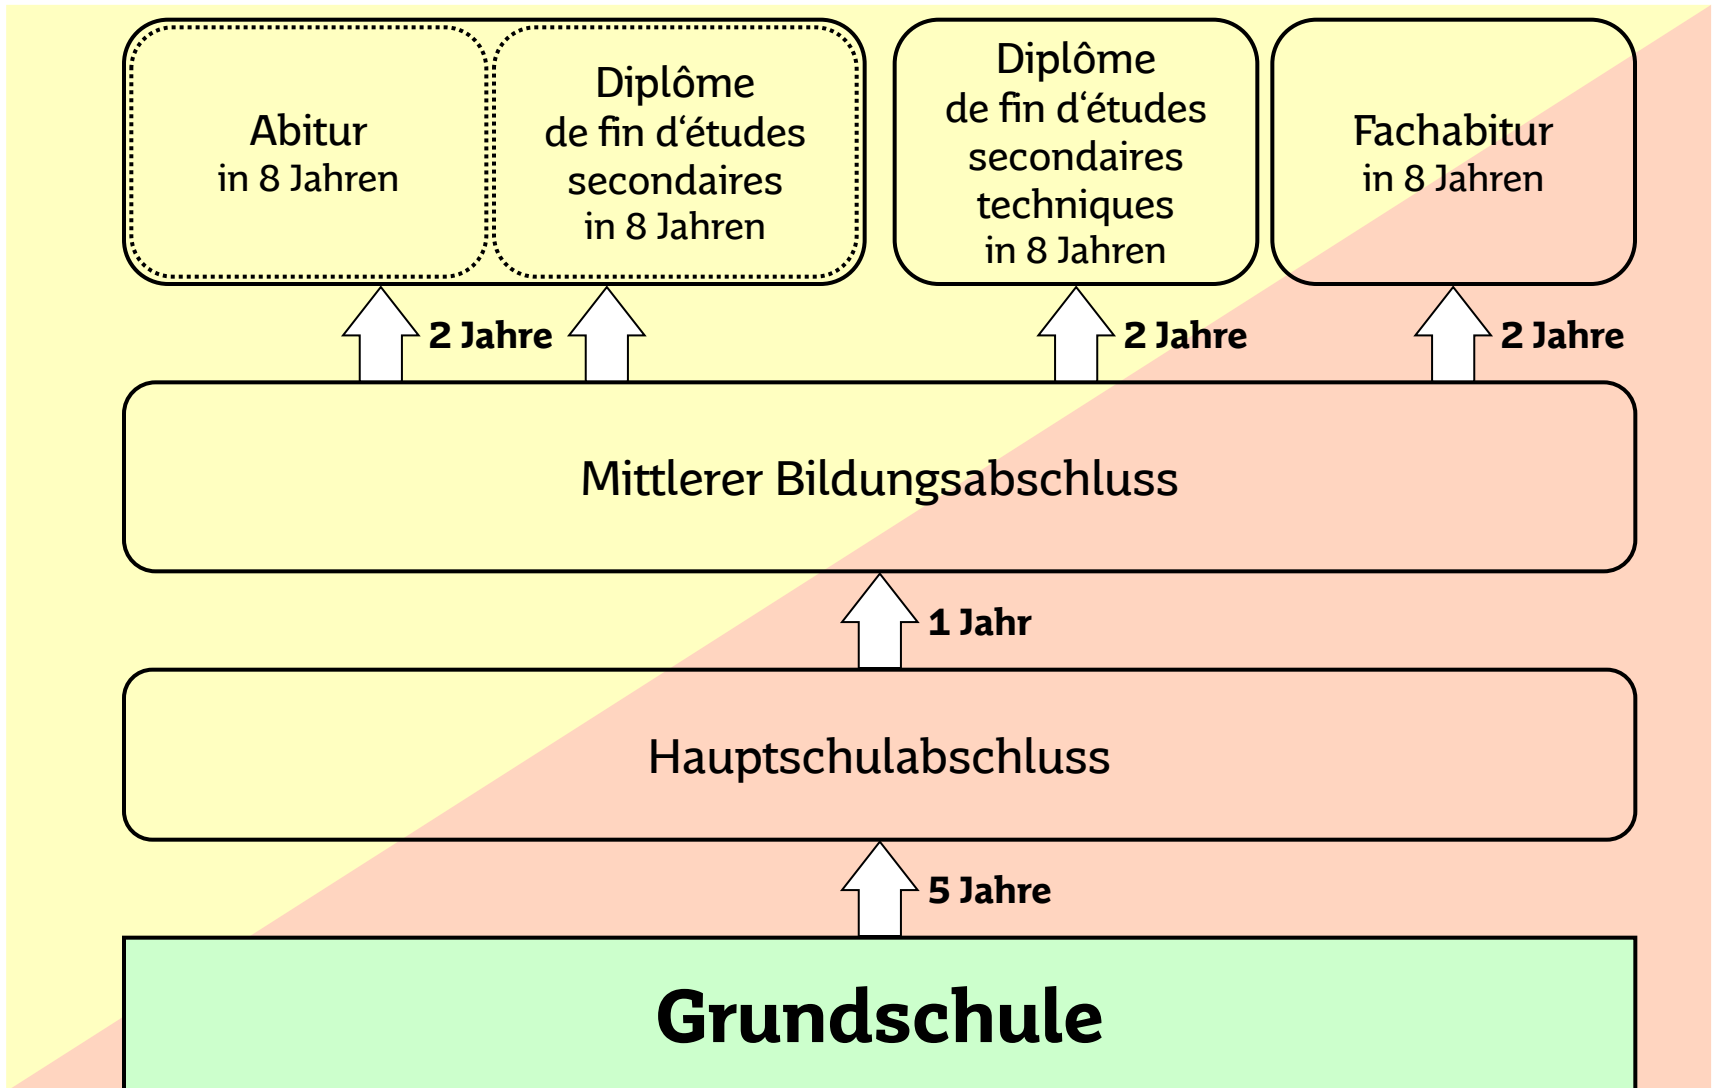 Abitur
in 8 Jahren
Diplôme
de fin d‘études
secondaires
in 8 Jahren
Diplôme
de fin d‘études
secondaires
techniques
in 8 Jahren
Fachabitur
in 8 Jahren
2 Jahre
2 Jahre
2 Jahre
Mittlerer Bildungsabschluss
1 Jahr
Hauptschulabschluss
5 Jahre
Grundschule